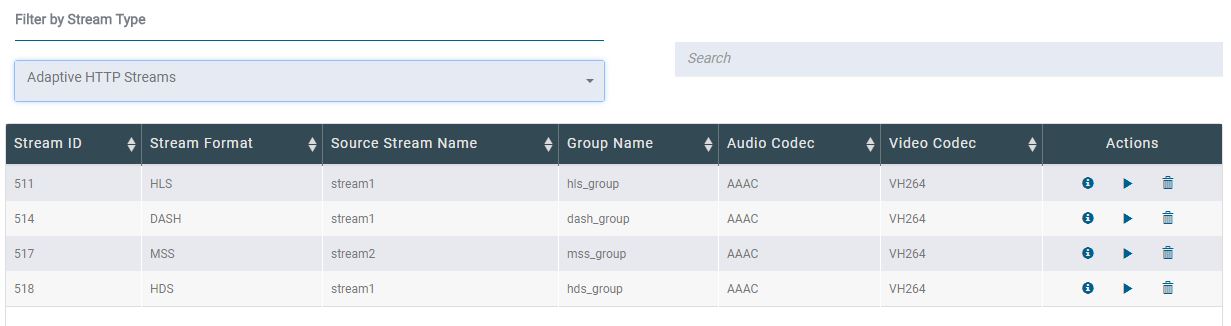 Filter by Stream Type
Search
Adaptive HTTP Streams
Stream ID Stream Format Source Stream Name Group Name Audio Codec Video Codec Actions
511 HLS stream1 hls_group AAAC VH264
514 DASH stream1 dash_group AAAC VH264
517 MSS stream2 mss_group AAAC VH264
518 HDS stream1 hds_group AAAC VH264